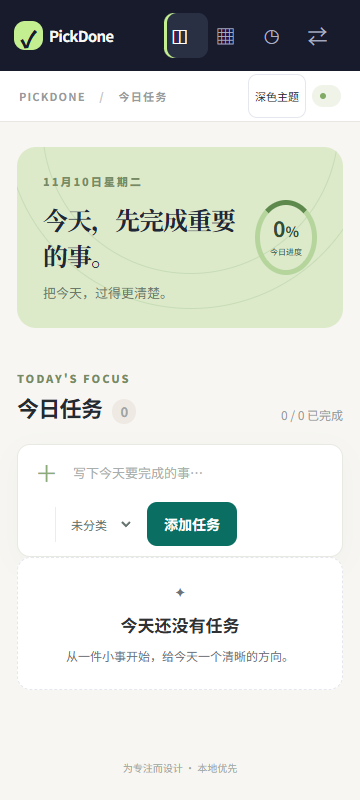 PickDone
PICKDONE / 今日任务
深色主题
11月10日星期二
今天，先完成重要
的事。
把今天，过得更清楚。
0%
今日进度
TODAY'S FOCUS
今日任务 0
0 / 0 已完成
写下今天要完成的事…
未分类
添加任务
今天还没有任务
从一件小事开始，给今天一个清晰的方向。
为专注而设计 · 本地优先